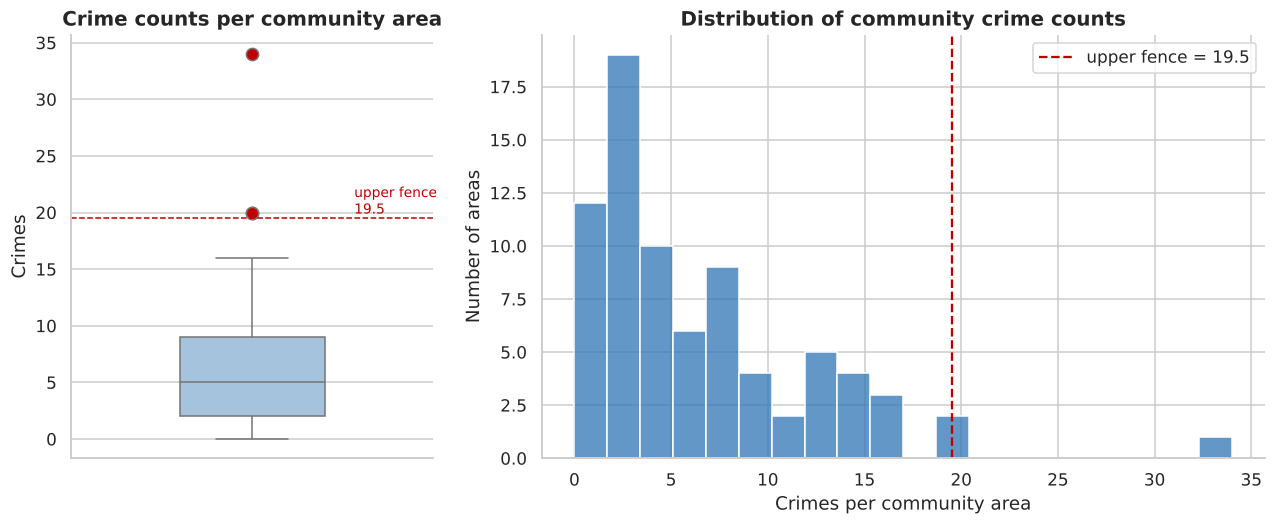 Crime counts per community area
35
30
25
20
15
10
5
0
Crimes
upper fence
19.5
Distribution of community crime counts
upper fence = 19.5
17.5
15.0
12.5
10.0
7.5
5.0
2.5
0.0
Number of areas
0 5 10 15 20 25 30 35
Crimes per community area